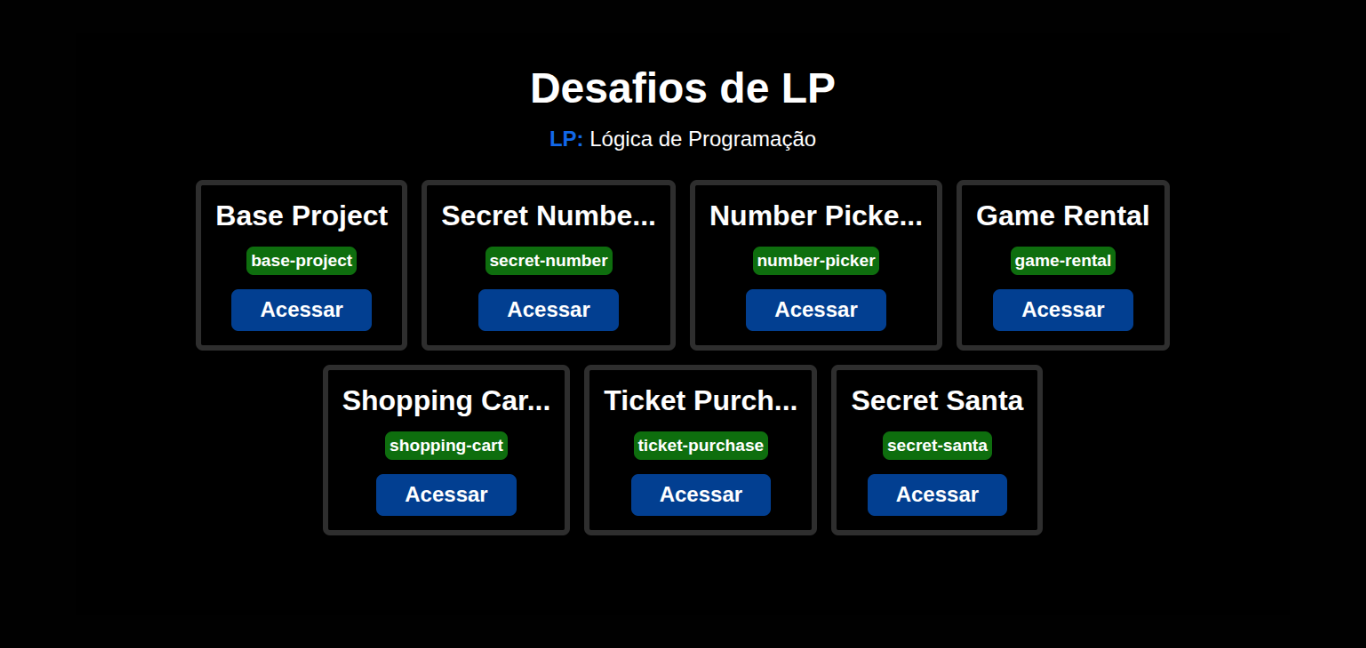 Desafios de LP
LP: Lógica de Programação
Base Project
base-project
Acessar
Secret Numbe...
secret-number
Acessar
Number Picke...
number-picker
Acessar
Game Rental
game-rental
Acessar
Shopping Car...
shopping-cart
Acessar
Ticket Purch...
ticket-purchase
Acessar
Secret Santa
secret-santa
Acessar